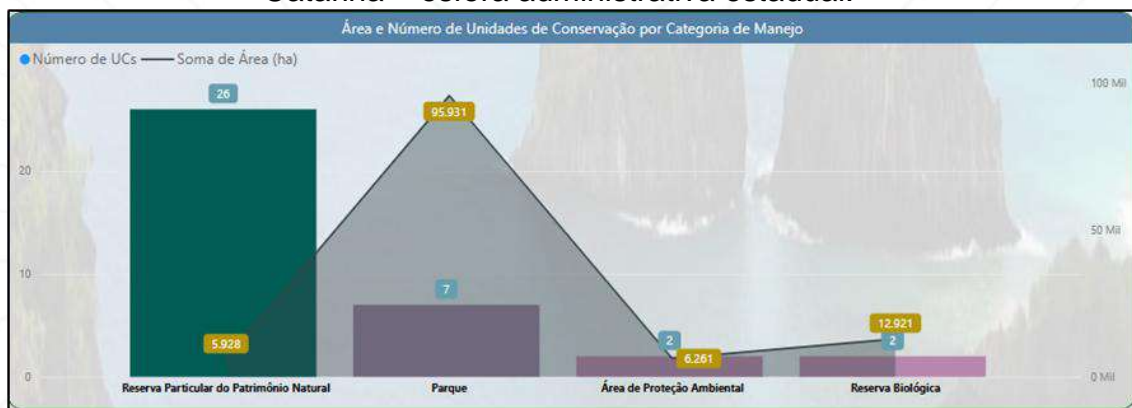 Catarina – esfera administrativa estadual.
Área e Número de Unidades de Conservação por Categoria de Manejo
Número de UCs Soma de Área (ha)
26
95.931
100 Mil
20
50 Mil
10
7
5.928
2
6.261
12.921
2
0
0 Mil
Reserva Particular do Patrimônio Natural
Parque
Área de Proteção Ambiental
Reserva Biológica